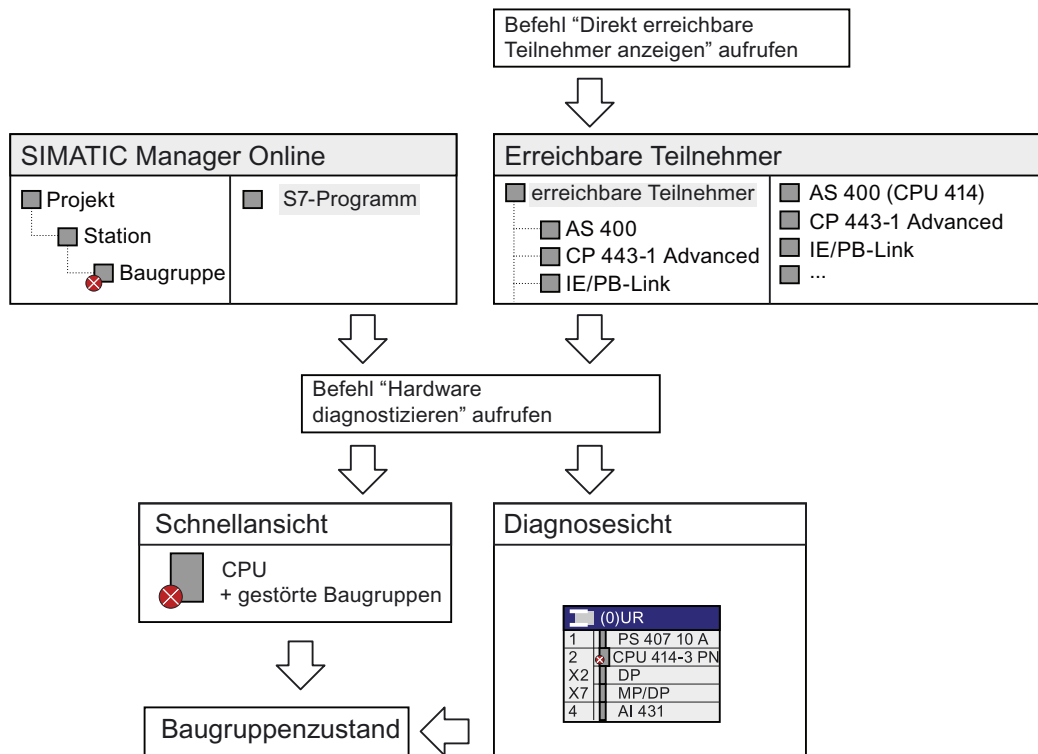 Befehl “Direkt erreichbare
Teilnehmer anzeigen” aufrufen
SIMATIC Manager Online
Projekt
Station
Baugruppe
S7-Programm
Erreichbare Teilnehmer
erreichbare Teilnehmer
AS 400
CP 443-1 Advanced
IE/PB-Link
AS 400 (CPU 414)
CP 443-1 Advanced
IE/PB-Link
...
Befehl “Hardware
diagnostizieren” aufrufen
Schnellansicht
CPU
+ gestörte Baugruppen
Diagnosesicht
(0)UR
1 PS 407 10 A
2 CPU 414-3 PN
X2 DP
X7 MP/DP
4 AI 431
Baugruppenzustand